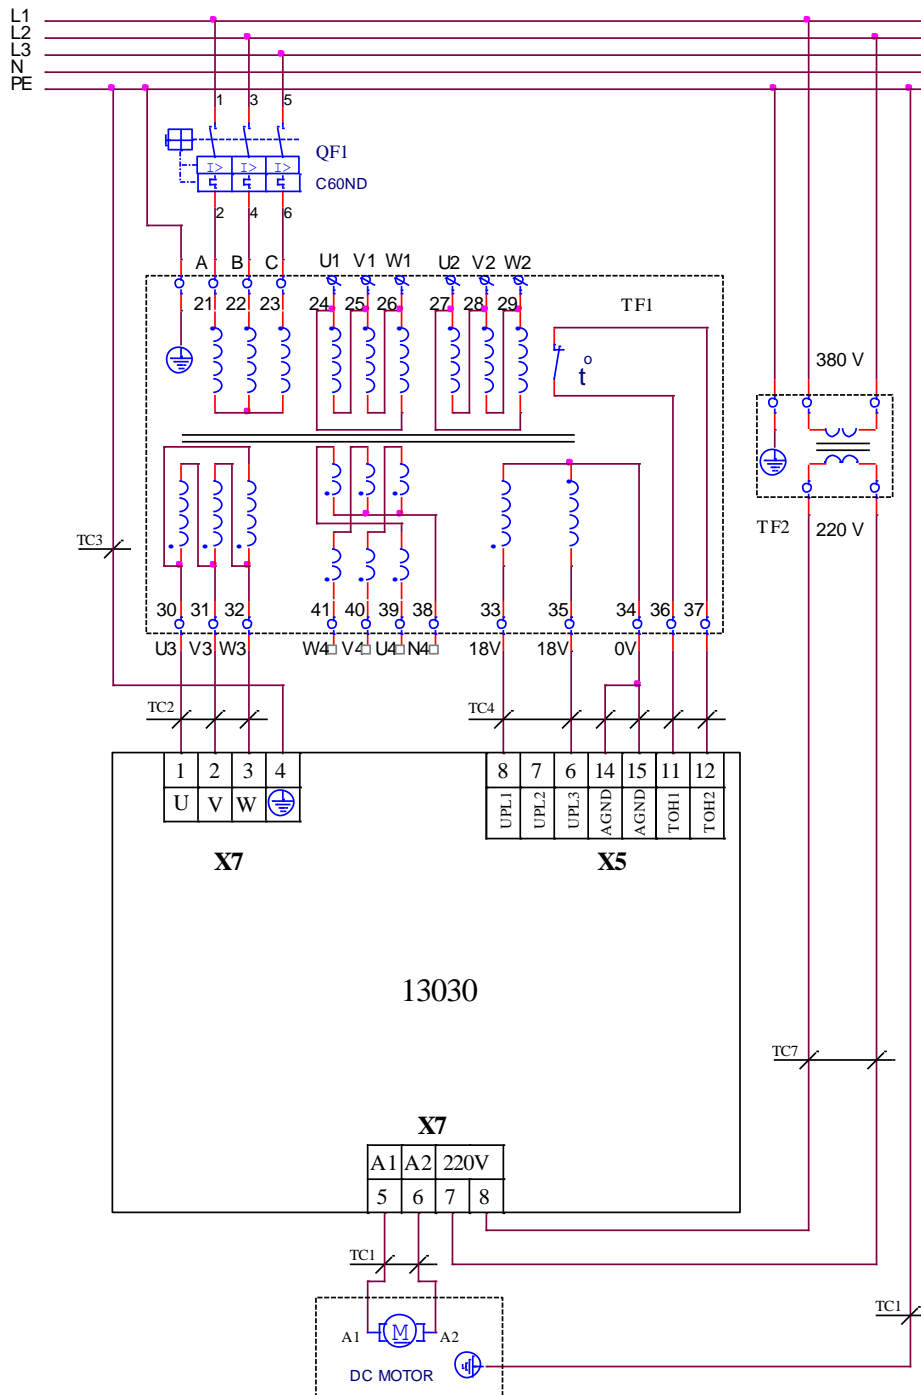 L1
L2
L3
N
PE
1 3 5
QF1
I> I> I>
C60ND
2 4 6
A B C U1 V1 W1 U2 V2 W2
21 22 23 24 25 26 27 28 29 TF1
to
380 V
TF2 220 V
TC3
30 31 32 41 40 39 38 33 35 34 36 37
U3 V3 W3 W4 V4 U4 N4 18V 18V 0V
TC2 TC4
1 2 3 4 8 7 6 14 15 11 12
U V W UPL1 UPL2 UPL3 AGND AGND TOH1 TOH2
X7 X5
13030
TC7
X7
A1 A2 220V
5 6 7 8
TC1
TC1
A1 M A2
DC MOTOR